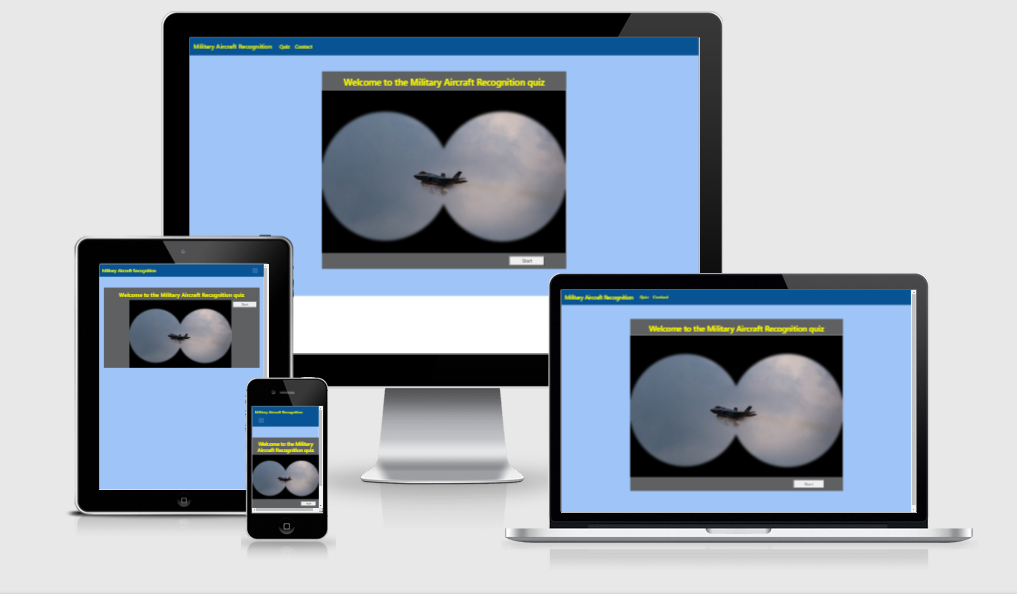 Military Aircraft Recognition Quiz Contact
Welcome to the Military Aircraft Recognition quiz
Start
Military Aircraft Recognition
Welcome to the Military Aircraft Recognition quiz
Start
Military Aircraft Recognition
Welcome to the Military
Aircraft Recognition quiz
Start
Military Aircraft Recognition Quiz Contact
Welcome to the Military Aircraft Recognition quiz
Start